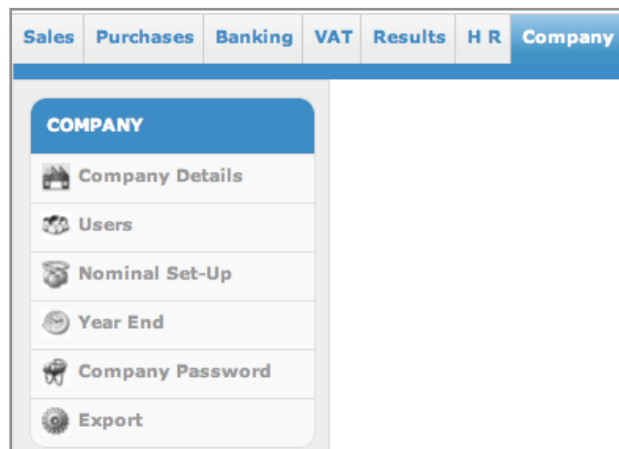 Sales Purchases Banking VAT Results H R Company
COMPANY
Company Details
Users
Nominal Set-Up
Year End
Company Password
Export